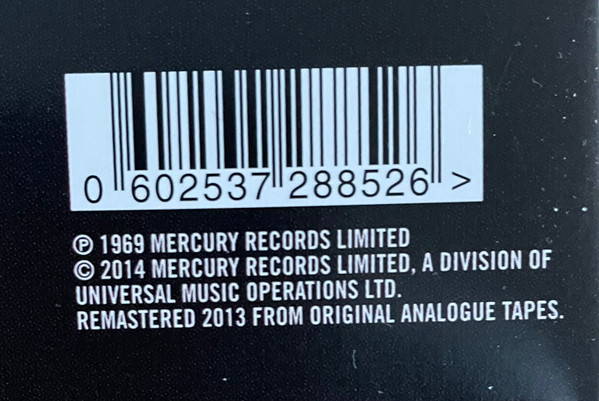 0 602537 288526 >
℗ 1969 MERCURY RECORDS LIMITED
© 2014 MERCURY RECORDS LIMITED, A DIVISION OF
UNIVERSAL MUSIC OPERATIONS LTD.
REMASTERED 2013 FROM ORIGINAL ANALOGUE TAPES.